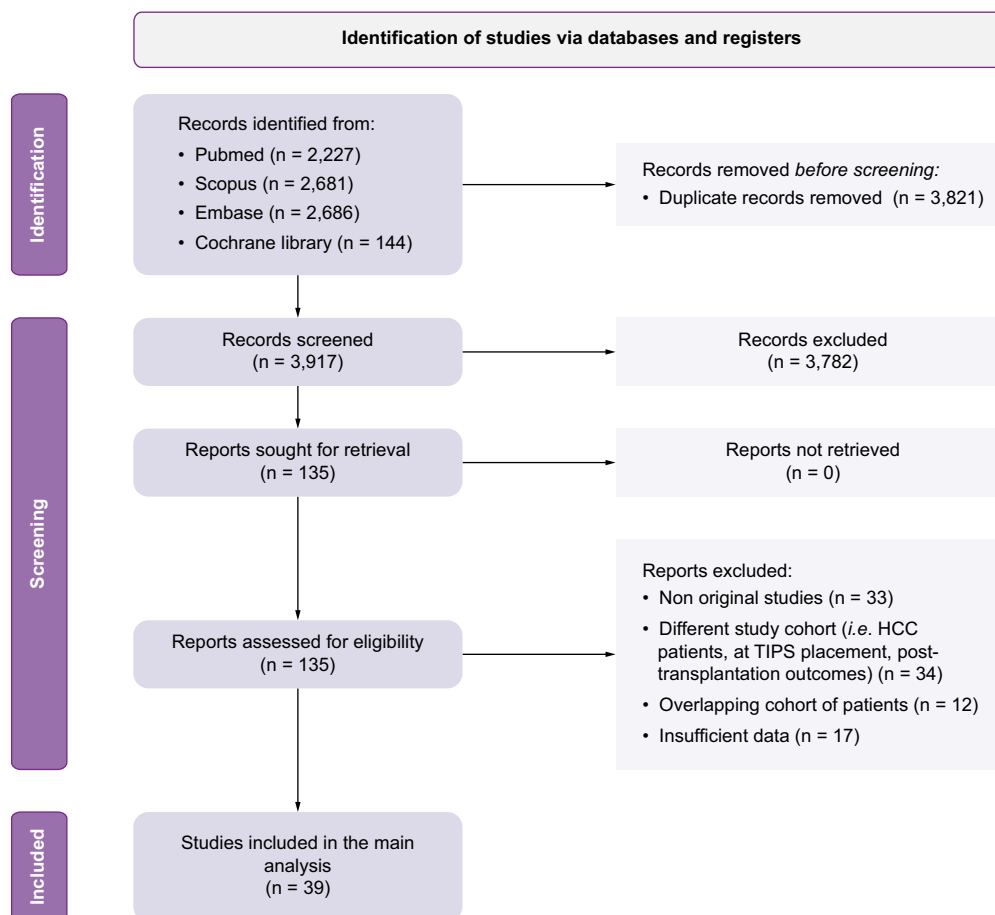 Identification of studies via databases and registers
Identification
Records identified from:
• Pubmed (n = 2,227)
• Scopus (n = 2,681)
• Embase (n = 2,686)
• Cochrane library (n = 144)
Records removed before screening:
• Duplicate records removed (n = 3,821)
Screening
Records screened
(n = 3,917)
Records excluded
(n = 3,782)
Reports sought for retrieval
(n = 135)
Reports not retrieved
(n = 0)
Reports assessed for eligibility
(n = 135)
Reports excluded:
• Non original studies (n = 33)
• Different study cohort (i.e. HCC
patients, at TIPS placement, post-
transplantation outcomes) (n = 34)
• Overlapping cohort of patients (n = 12)
• Insufficient data (n = 17)
Included
Studies included in the main
analysis
(n = 39)